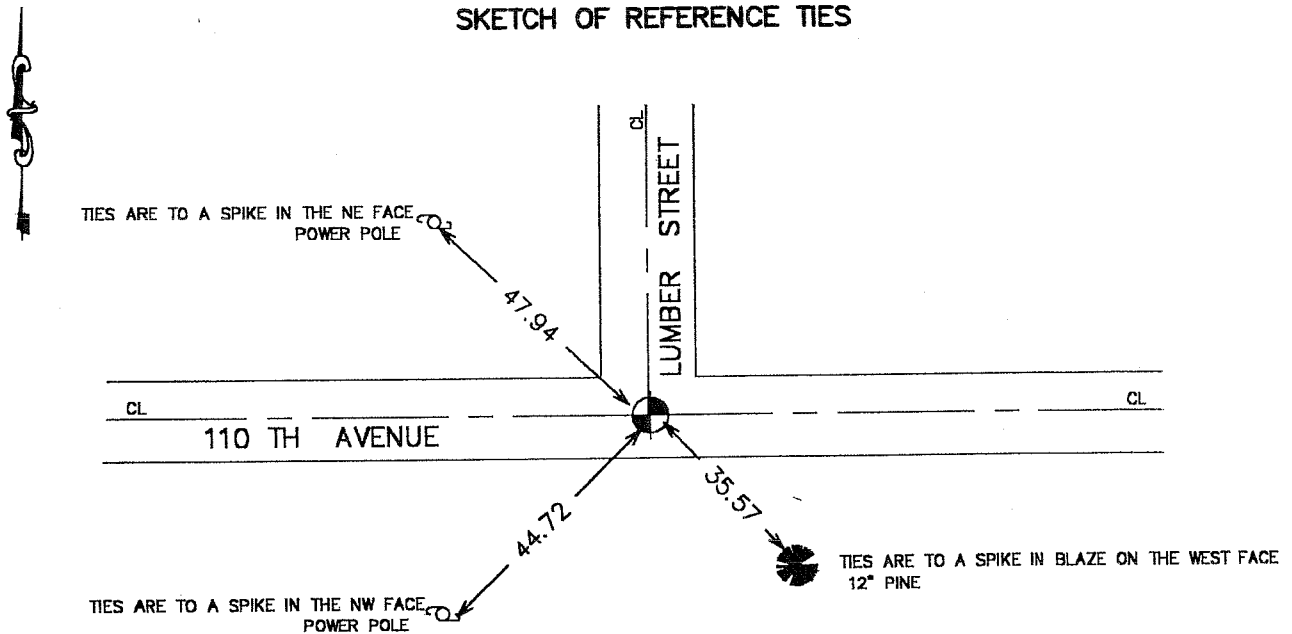 SKETCH OF REFERENCE TIES
CL
LUMBER STREET
TIES ARE TO A SPIKE IN THE NE FACE
POWER POLE
47.94
CL
CL
110 TH AVENUE
35.57
44.72
TIES ARE TO A SPIKE IN BLAZE ON THE WEST FACE
12" PINE
TIES ARE TO A SPIKE IN THE NW FACE
POWER POLE